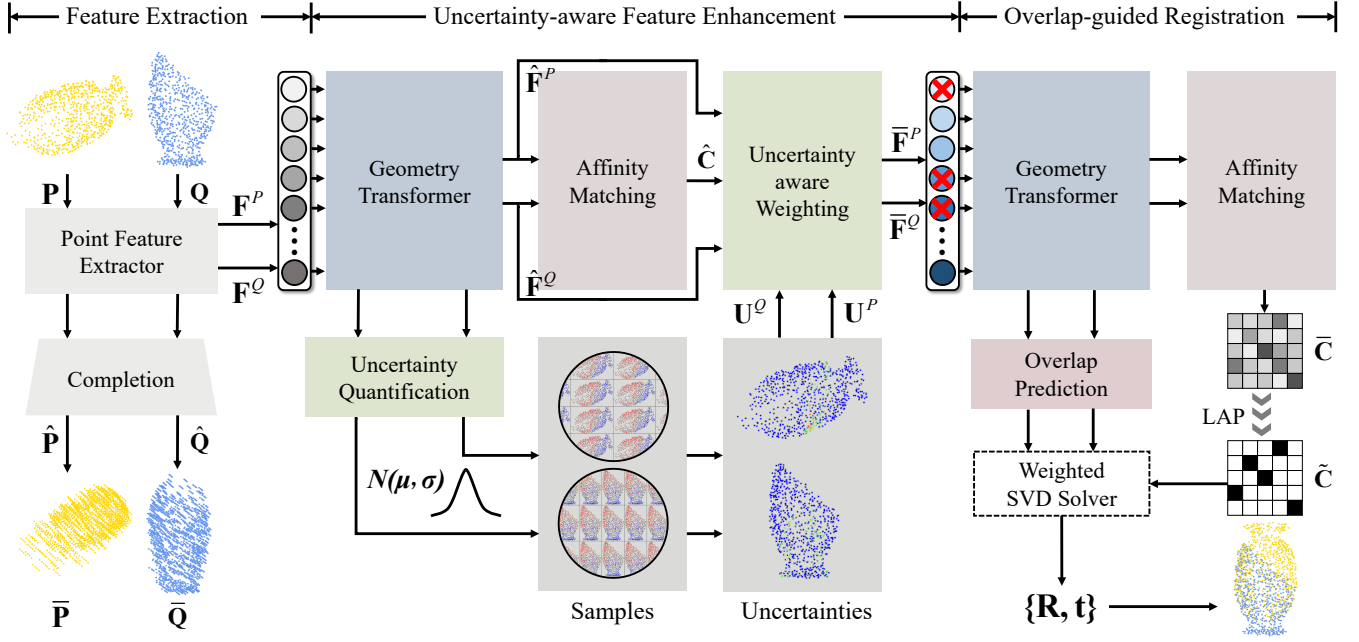 Feature Extraction
Uncertainty-aware Feature Enhancement
Overlap-guided Registration
P
Q
Point Feature
Extractor
F^P
F^Q
Completion
P̂
Q̂
P̄
Q̄
Geometry
Transformer
F̂^P
F̂^Q
Affinity
Matching
Ĉ
Uncertainty
aware
Weighting
U^Q
U^P
Uncertainty
Quantification
N(μ, σ)
Samples
Uncertainties
F̄^P
F̄^Q
Geometry
Transformer
Affinity
Matching
Overlap
Prediction
C̄
LAP
C̃
Weighted
SVD Solver
{R, t}